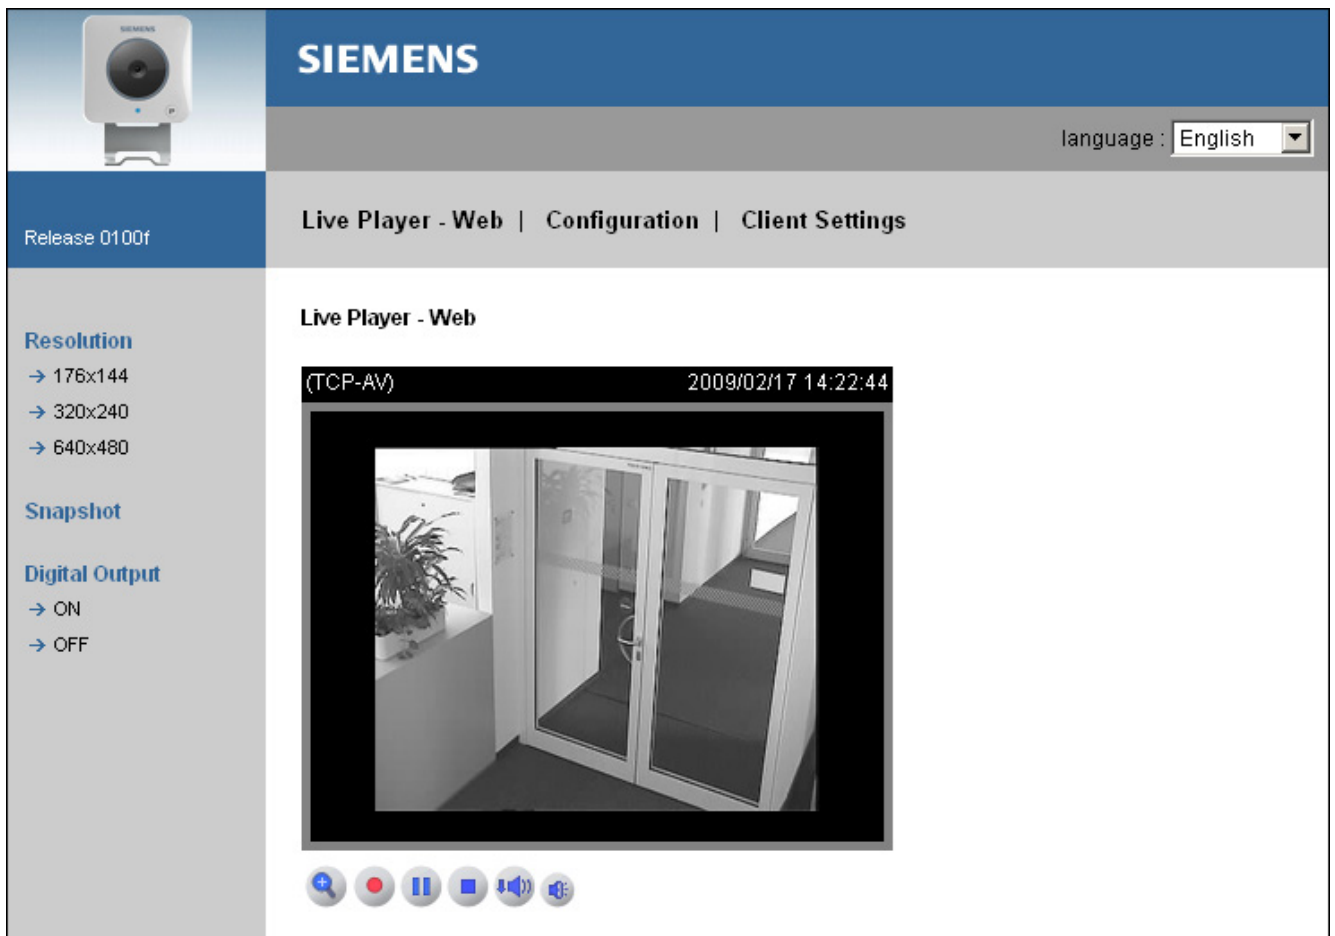 SIEMENS
SIEMENS
P
language : English
Release 0100f
Live Player - Web | Configuration | Client Settings
Resolution
→ 176x144
→ 320x240
→ 640x480
Snapshot
Digital Output
→ ON
→ OFF
Live Player - Web
(TCP-AV) 2009/02/17 14:22:44